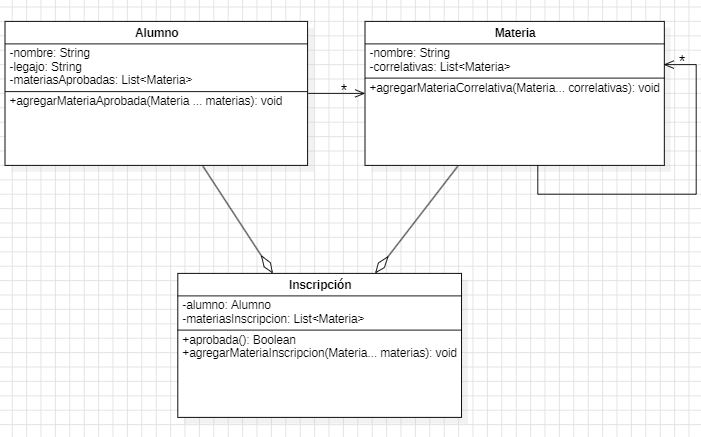 Alumno
-nombre: String
-legajo: String
-materiasAprobadas: List<Materia>
+agregarMateriaAprobada(Materia ... materias): void
*
Materia
-nombre: String
-correlativas: List<Materia>
+agregarMateriaCorrelativa(Materia... correlativas): void
*
Inscripción
-alumno: Alumno
-materiasInscripcion: List<Materia>
+aprobada(): Boolean
+agregarMateriaInscripcion(Materia... materias): void